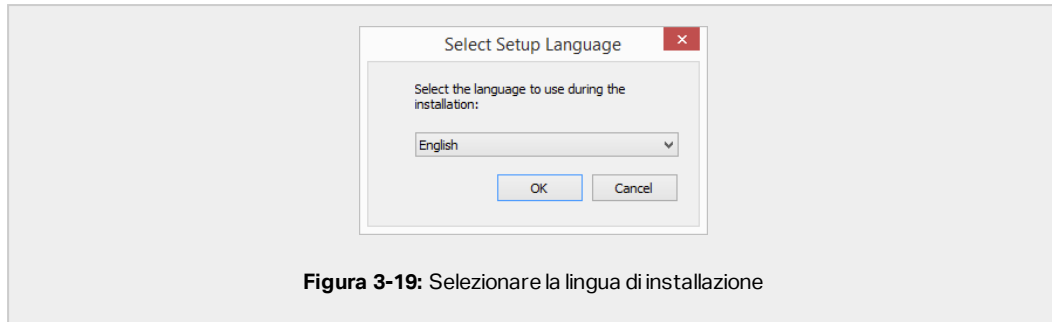 Select Setup Language
Select the language to use during the
installation:
English
OK
Cancel
Figura 3-19: Selezionare la lingua di installazione